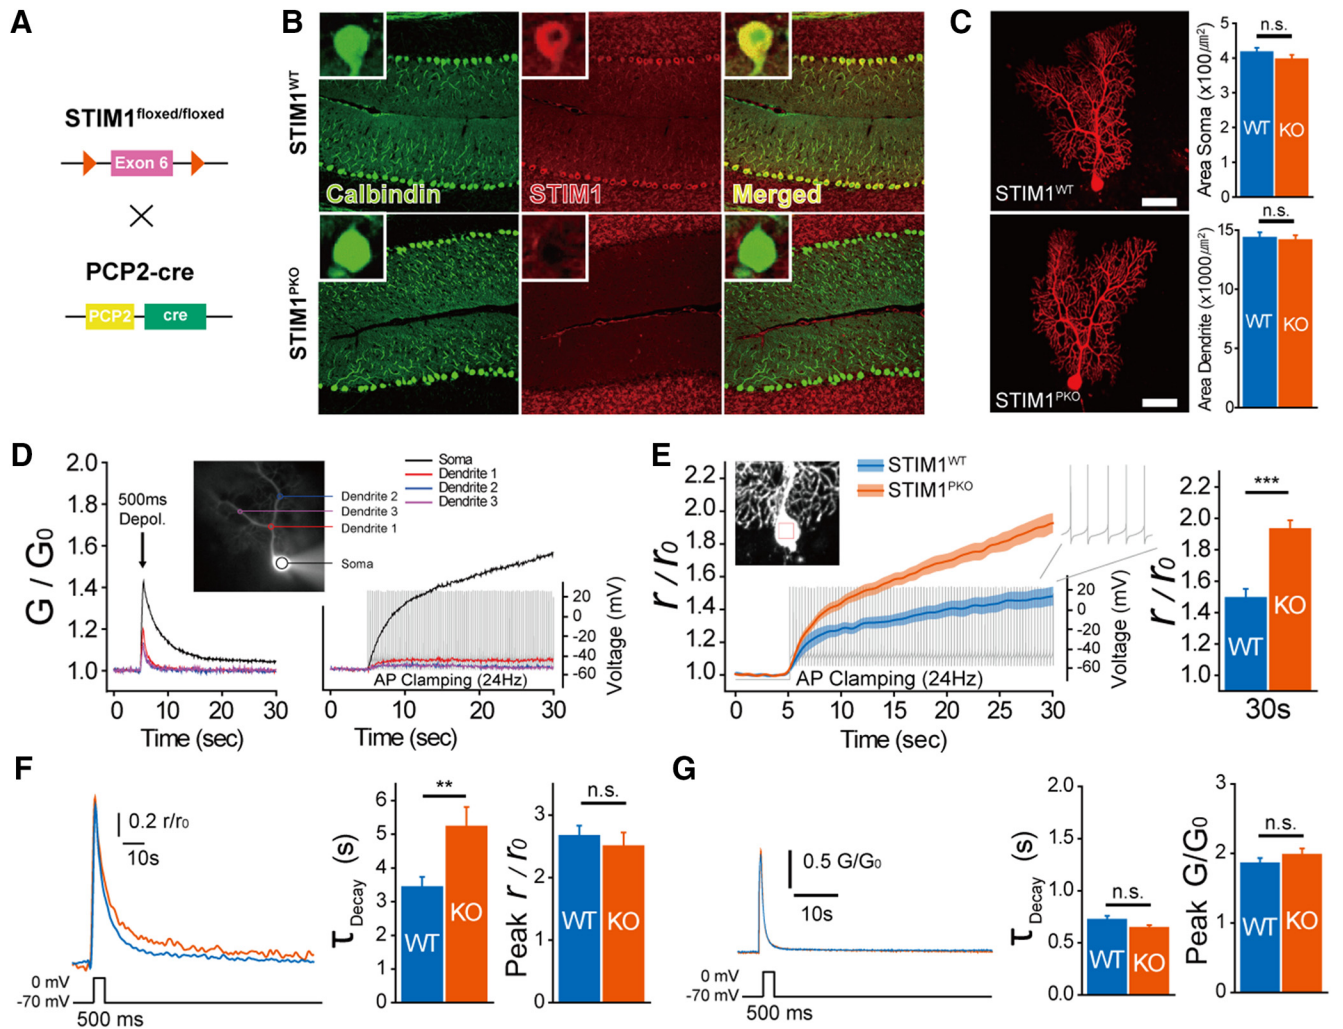 A
STIM1floxed/floxed
Exon 6
×
PCP2-cre
PCP2
cre
B
STIM1WT
Calbindin
STIM1
Merged
STIM1PKO
C
STIM1WT
STIM1PKO
Area Soma (x100㎛²)
5
4
3
2
1
0
n.s.
WT
KO
Area Dendrite (x1000㎛²)
15
10
5
0
n.s.
WT
KO
D
G / G0
2.0
1.8
1.6
1.4
1.2
1.0
500ms
Depol.
Dendrite 2
Dendrite 3
Dendrite 1
Soma
Soma
Dendrite 1
Dendrite 2
Dendrite 3
0 10 20 30
Time (sec)
AP Clamping (24Hz)
10 20 30
Time (sec)
20
0
-20
-40
-60
Voltage (mV)
E
r / r0
2.2
2.0
1.8
1.6
1.4
1.2
1.0
STIM1WT
STIM1PKO
AP Clamping (24Hz)
0 5 10 15 20 25 30
Time (sec)
20
0
-20
-40
-60
Voltage (mV)
r / r0
2.2
2.0
1.8
1.6
1.4
1.2
1.0
***
WT
KO
30s
F
0.2 r/r0
10s
0 mV
-70 mV
500 ms
τDecay (s)
6
5
4
3
2
1
0
**
WT
KO
Peak r / r0
3
2
1
0
n.s.
WT
KO
G
0.5 G/G0
10s
0 mV
-70 mV
500 ms
τDecay (s)
2.0
1.5
1.0
0.5
0.0
n.s.
WT
KO
Peak G/G0
3
2
1
0
n.s.
WT
KO